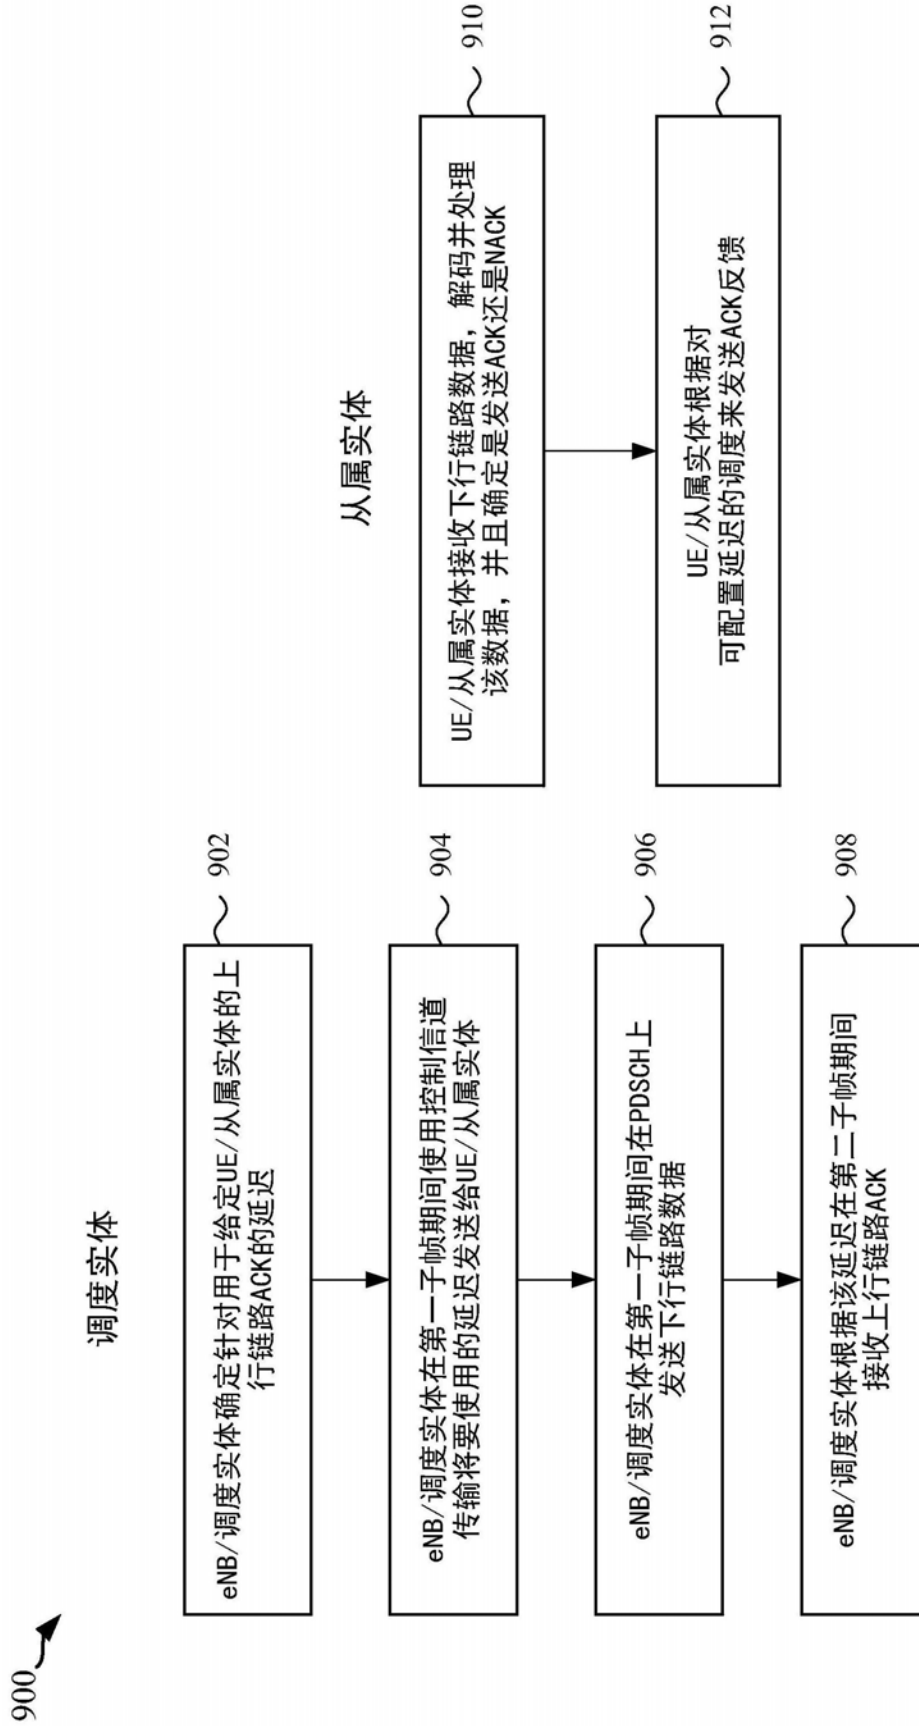 900
调度实体
eNB/调度实体确定针对用于给定UE/从属实体的上
行链路ACK的延迟
902
eNB/调度实体在第一子帧期间使用控制信道
传输将要使用的延迟发送给UE/从属实体
904
eNB/调度实体在第一子帧期间在PDSCH上
发送下行链路数据
906
eNB/调度实体根据该延迟在第二子帧期间
接收上行链路ACK
908
从属实体
UE/从属实体接收下行链路数据，解码并处理
该数据，并且确定是发送ACK还是NACK
910
UE/从属实体根据对
可配置延迟的调度来发送ACK反馈
912